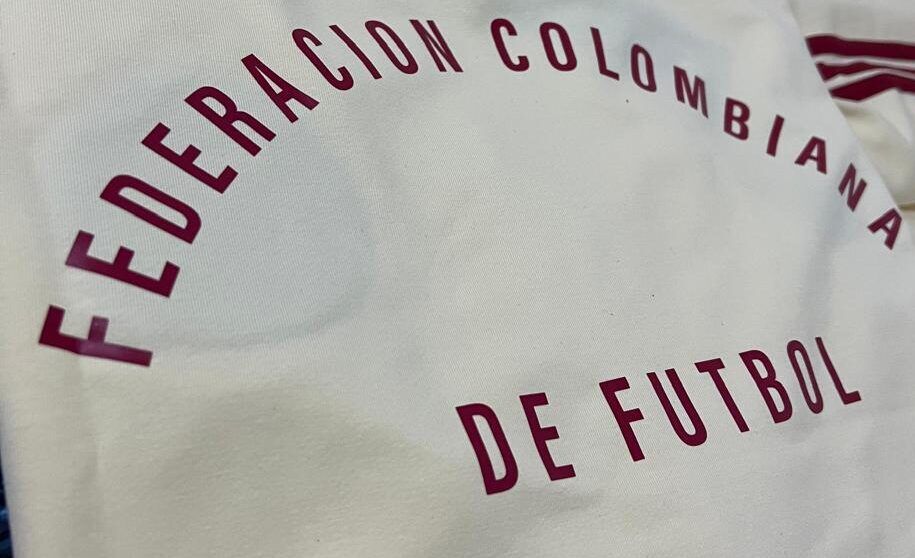 FEDERACION COLOMBIANA
DE FUTBOL